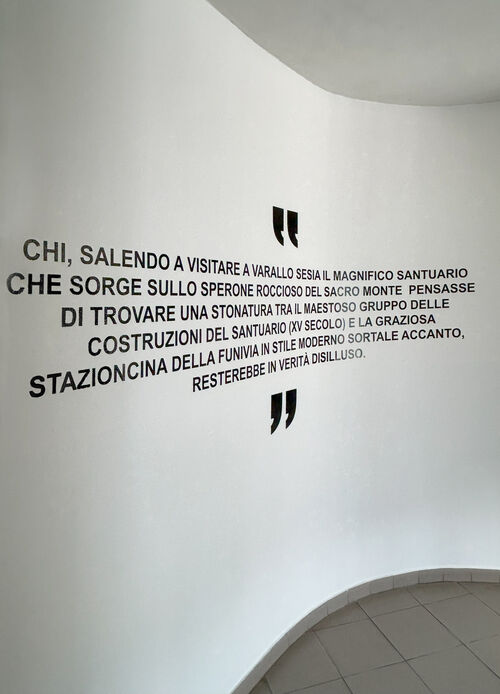 "
CHI, SALENDO A VISITARE A VARALLO SESIA IL MAGNIFICO SANTUARIO
CHE SORGE SULLO SPERONE ROCCIOSO DEL SACRO MONTE PENSASSE
DI TROVARE UNA STONATURA TRA IL MAESTOSO GRUPPO DELLE
COSTRUZIONI DEL SANTUARIO (XV SECOLO) E LA GRAZIOSA
STAZIONCINA DELLA FUNIVIA IN STILE MODERNO SORTALE ACCANTO,
RESTEREBBE IN VERITÀ DISILLUSO.
"